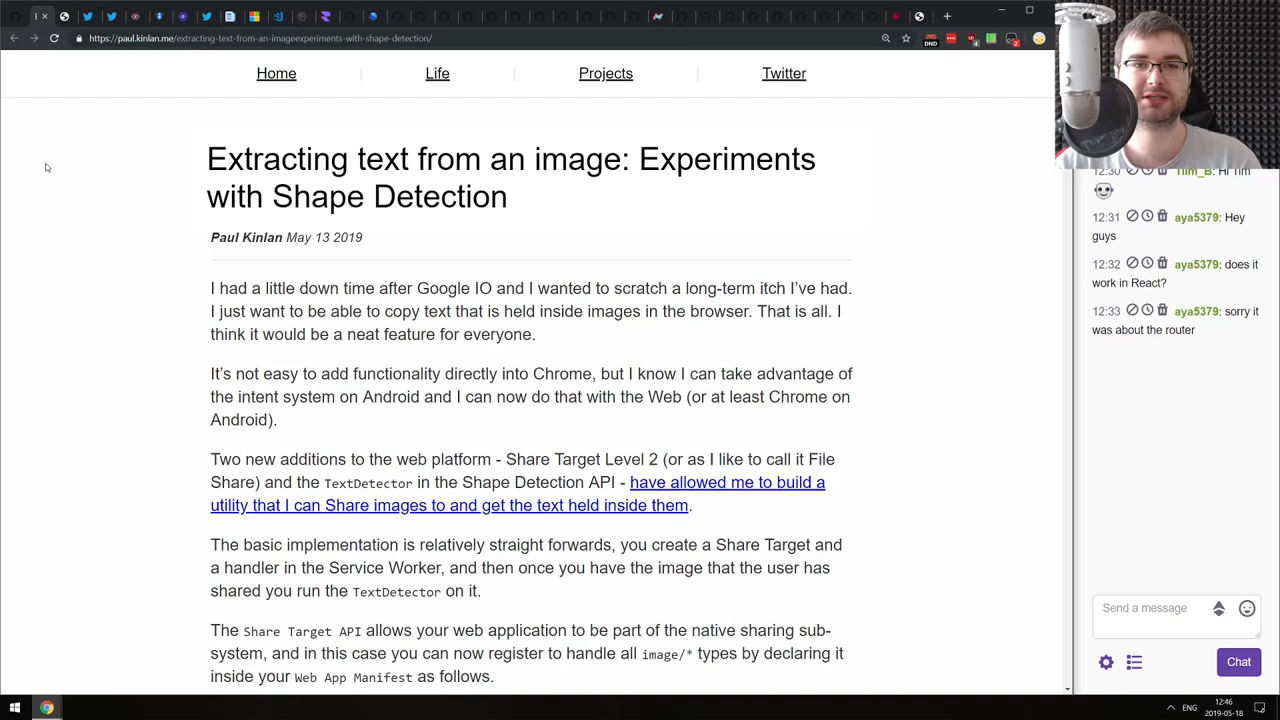 https://paul.kinlan.me/extracting-text-from-an-imageexperiments-with-shape-detection/
DND
Home
Life
Projects
Twitter
Extracting text from an image: Experiments
with Shape Detection
Paul Kinlan May 13 2019
I had a little down time after Google IO and I wanted to scratch a long-term itch I've had.
I just want to be able to copy text that is held inside images in the browser. That is all. I
think it would be a neat feature for everyone.
It's not easy to add functionality directly into Chrome, but I know I can take advantage of
the intent system on Android and I can now do that with the Web (or at least Chrome on
Android).
Two new additions to the web platform - Share Target Level 2 (or as I like to call it File
Share) and the TextDetector in the Shape Detection API - have allowed me to build a
utility that I can Share images to and get the text held inside them.
The basic implementation is relatively straight forwards, you create a Share Target and
a handler in the Service Worker, and then once you have the image that the user has
shared you run the TextDetector on it.
The Share Target API allows your web application to be part of the native sharing sub-
system, and in this case you can now register to handle all image/* types by declaring it
inside your Web App Manifest as follows.
12:30 Tiim_B: Hi Tim
12:31 aya5379: Hey
guys
12:32 aya5379: does it
work in React?
12:33 aya5379: sorry it
was about the router
Send a message
Chat
ENG
12:46
2019-05-18